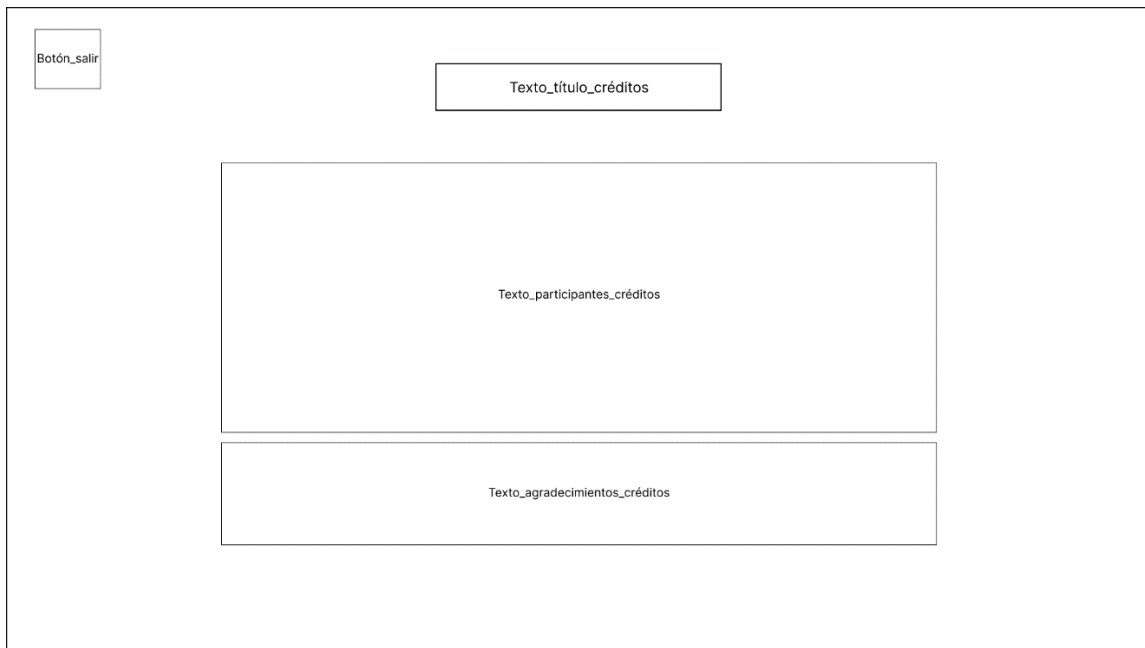 Botón_salir
Texto_título_créditos
Texto_participantes_créditos
Texto_agradecimientos_créditos